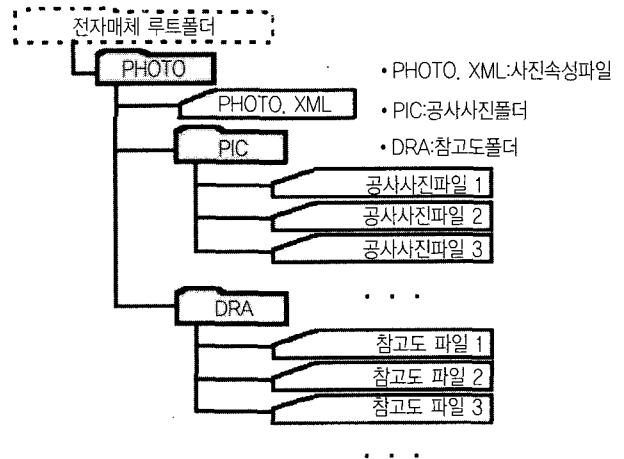 전자매체 루트폴더
PHOTO
• PHOTO, XML:사진속성파일
PHOTO, XML
• PIC:공사사진폴더
PIC
• DRA:참고도폴더
공사사진파일 1
공사사진파일 2
공사사진파일 3
. . .
DRA
참고도 파일 1
참고도 파일 2
참고도 파일 3
. . .